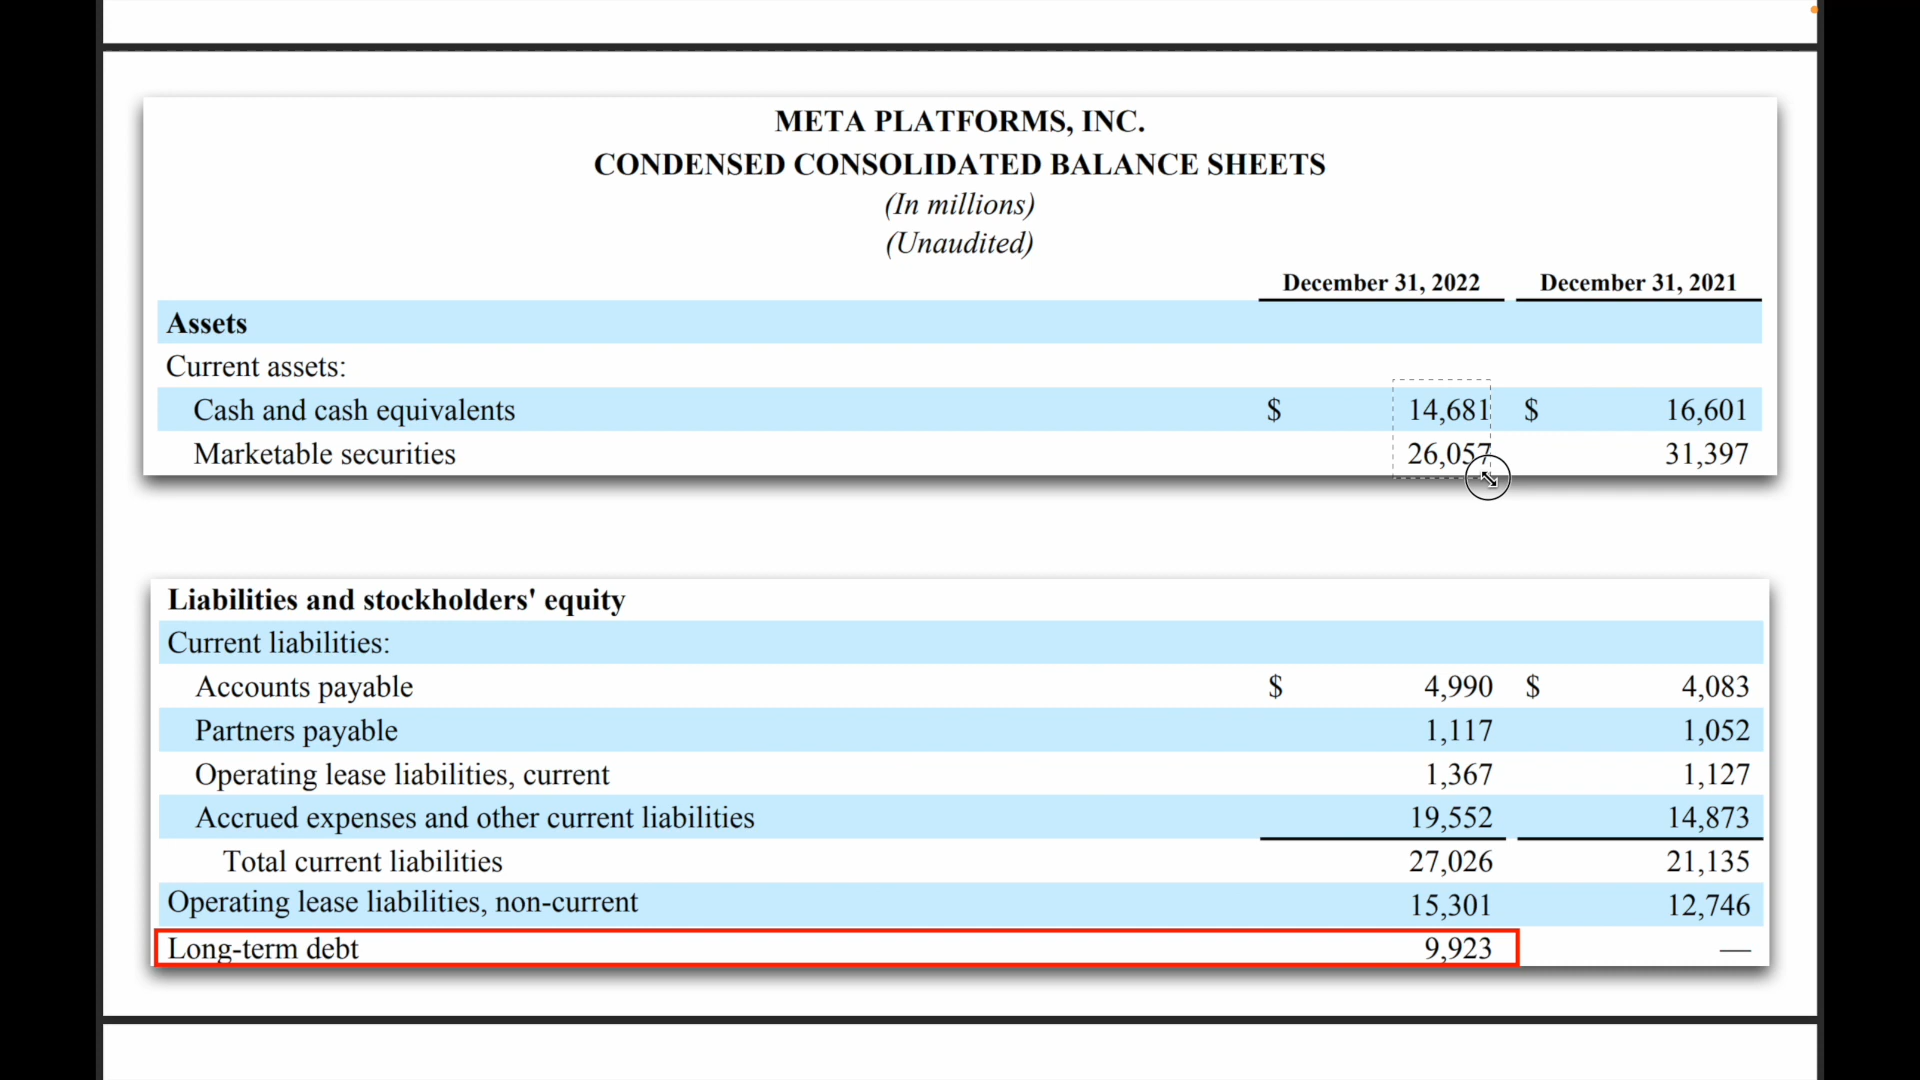 META PLATFORMS, INC.
CONDENSED CONSOLIDATED BALANCE SHEETS
(In millions)
(Unaudited)
December 31, 2022 December 31, 2021
Assets
Current assets:
Cash and cash equivalents $ 14,681 $ 16,601
Marketable securities 26,057 31,397
Liabilities and stockholders' equity
Current liabilities:
Accounts payable $ 4,990 $ 4,083
Partners payable 1,117 1,052
Operating lease liabilities, current 1,367 1,127
Accrued expenses and other current liabilities 19,552 14,873
Total current liabilities 27,026 21,135
Operating lease liabilities, non-current 15,301 12,746
Long-term debt 9,923 —